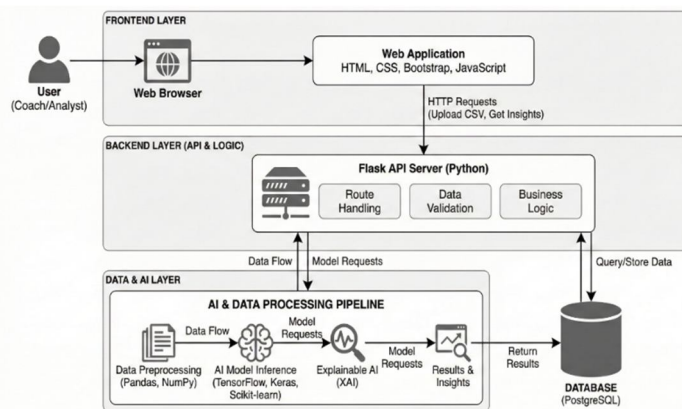 FRONTEND LAYER
User
(Coach/Analyst)
Web Browser
Web Application
HTML, CSS, Bootstrap, JavaScript
HTTP Requests
(Upload CSV, Get Insights)
BACKEND LAYER (API & LOGIC)
Flask API Server (Python)
Route
Handling
Data
Validation
Business
Logic
Data Flow
Model Requests
Query/Store Data
DATA & AI LAYER
AI & DATA PROCESSING PIPELINE
Data Flow
Model
Requests
Model
Requests
Return
Results
Data Preprocessing
(Pandas, NumPy)
AI Model Inference
(TensorFlow, Keras,
Scikit-learn)
Explainable AI
(XAI)
Results &
Insights
DATABASE
(PostgreSQL)